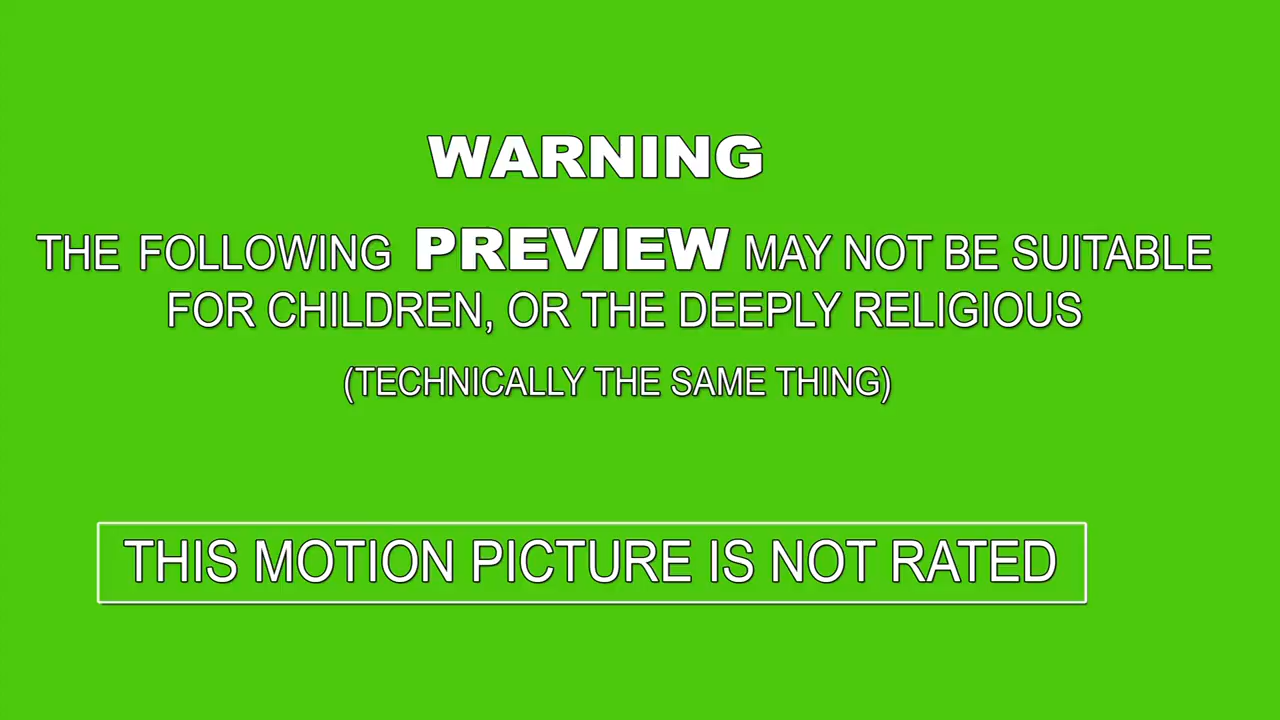 WARNING
THE FOLLOWING PREVIEW MAY NOT BE SUITABLE
FOR CHILDREN, OR THE DEEPLY RELIGIOUS
(TECHNICALLY THE SAME THING)
THIS MOTION PICTURE IS NOT RATED